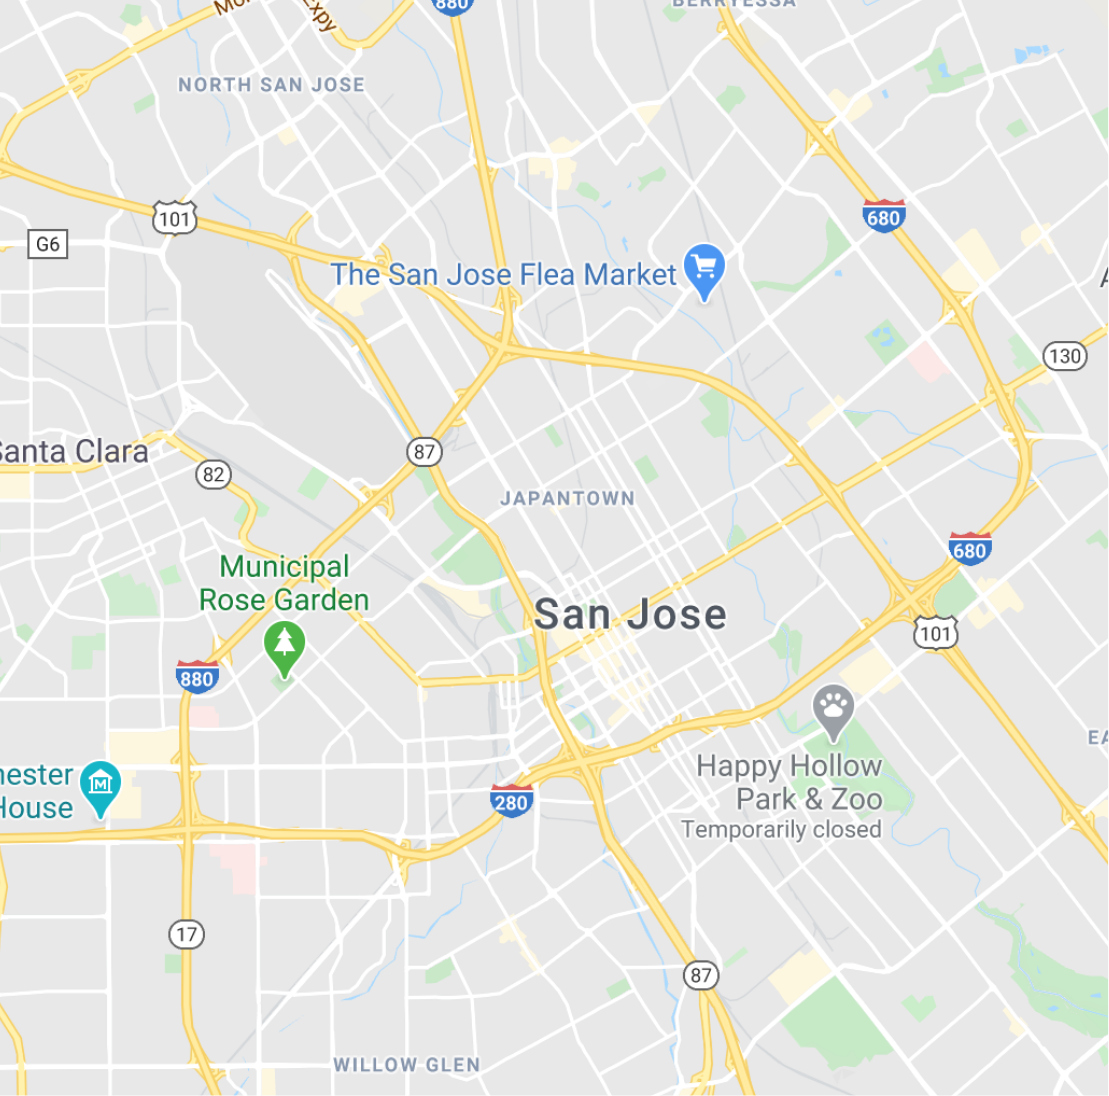 880
BERRYESSA
Expy
NORTH SAN JOSE
101
680
G6
The San Jose Flea Market
130
Santa Clara
87
82
JAPANTOWN
680
Municipal
Rose Garden
San Jose
101
880
nester
House
Happy Hollow
Park & Zoo
Temporarily closed
280
17
87
WILLOW GLEN